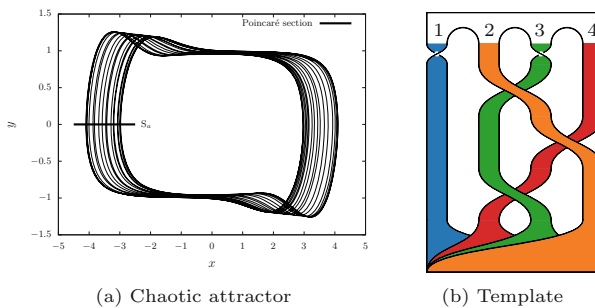 Poincaré section
1.5
1
0.5
0
−0.5
−1
−1.5
y
Sa
−5 −4 −3 −2 −1 0 1 2 3 4 5
x
(a) Chaotic attractor
1 2 3 4
(b) Template